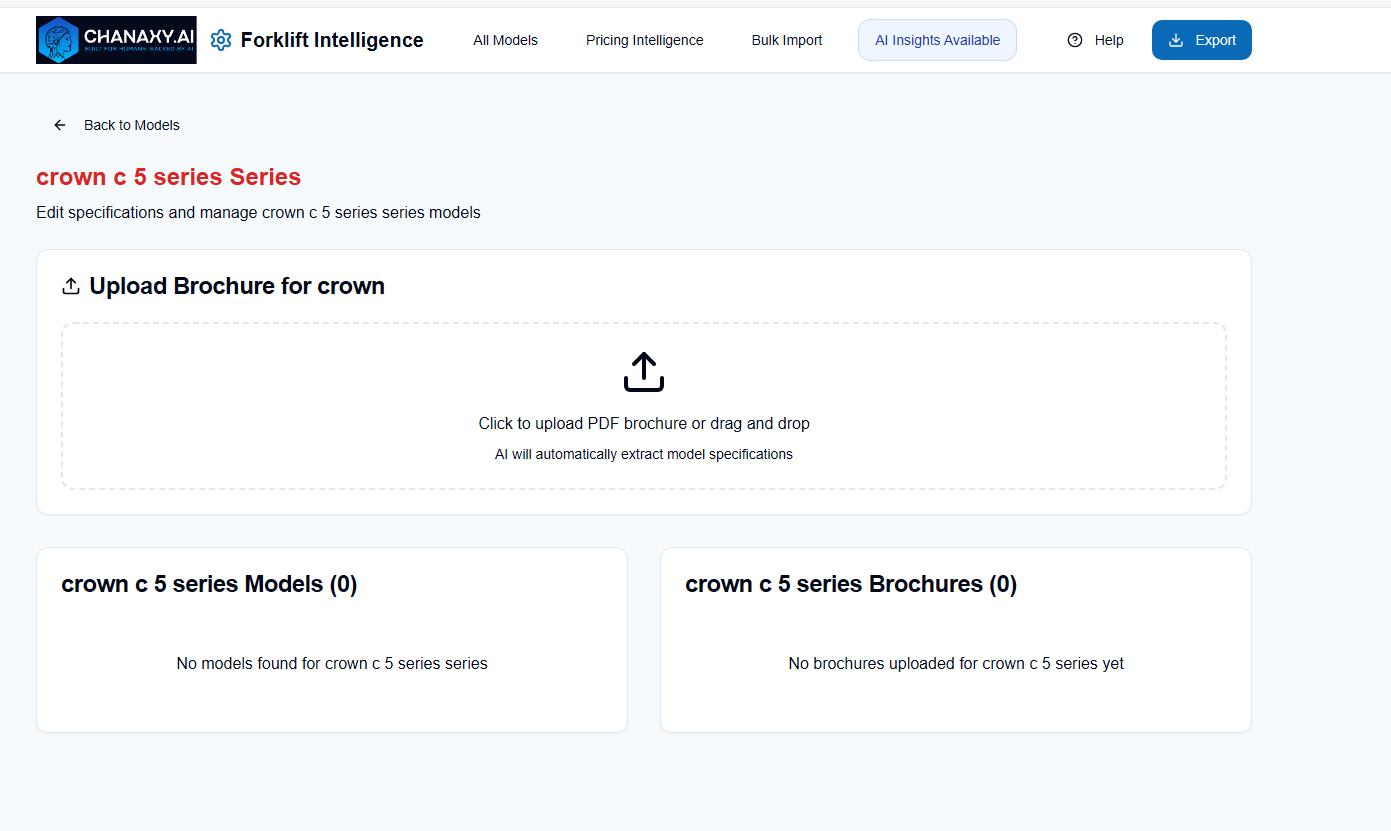 CHANAXY.AI
BUILT FOR HUMANS. BACKED BY AI
Forklift Intelligence
All Models
Pricing Intelligence
Bulk Import
AI Insights Available
Help
Export
Back to Models
crown c 5 series Series
Edit specifications and manage crown c 5 series series models
Upload Brochure for crown
Click to upload PDF brochure or drag and drop
AI will automatically extract model specifications
crown c 5 series Models (0)
No models found for crown c 5 series series
crown c 5 series Brochures (0)
No brochures uploaded for crown c 5 series yet